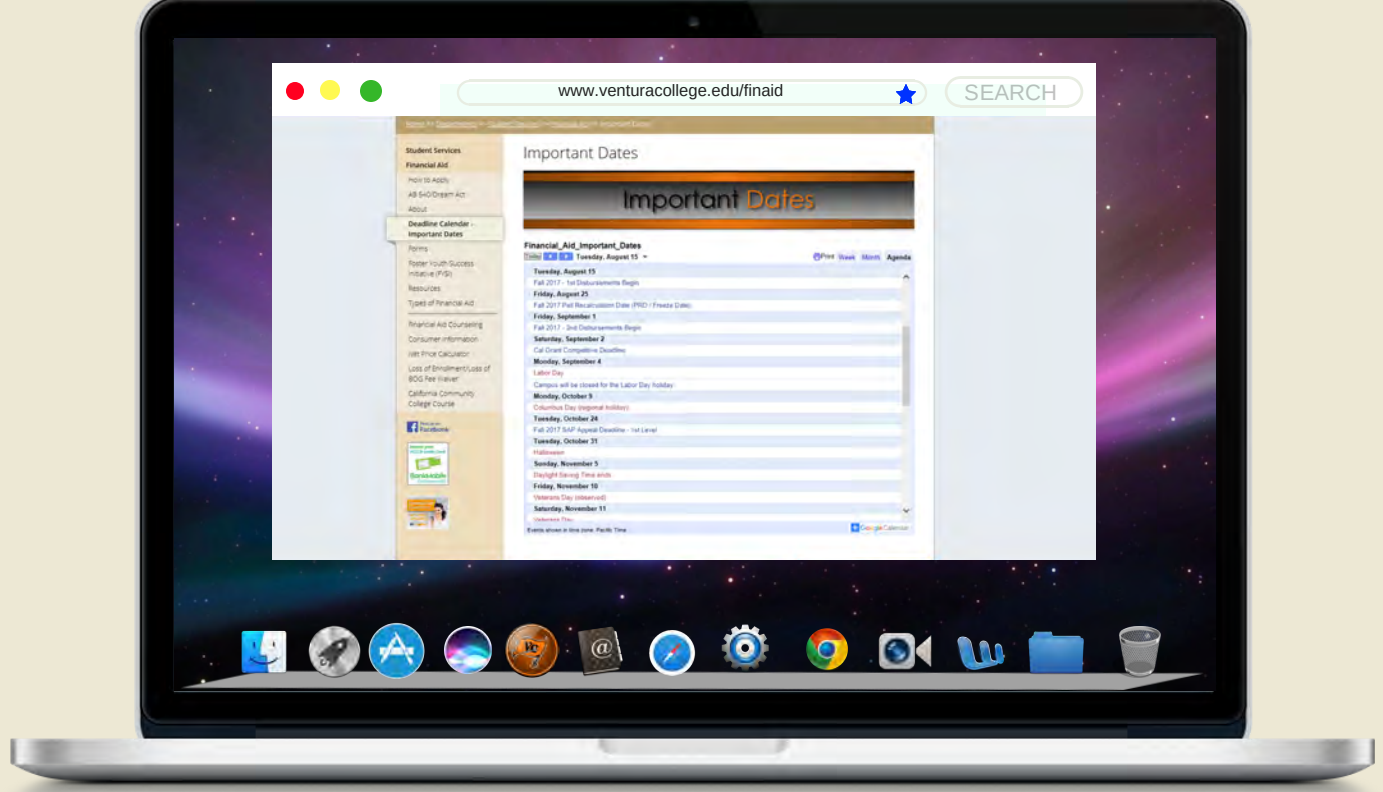 www.venturacollege.edu/finaid
SEARCH
Student Services
Financial Aid
How to Apply
AB 540/Dream Act
About
Deadline Calendar -
Important Dates
Forms
Foster Youth Success
Initiative (FYSI)
Resources
Types of Financial Aid
Financial Aid Counseling
Consumer Information
Net Price Calculator
Loss of Enrollment/Loss of
BOG Fee Waiver
California Community
College Course
Facebook
BankMobile
Important Dates
Important Dates
Financial_Aid_Important_Dates
Today Tuesday, August 15 Print Week Month Agenda
Tuesday, August 15
Fall 2017 - 1st Disbursements Begin
Friday, August 25
Fall 2017 Pell Recalculation Date (PRD / Freeze Date)
Friday, September 1
Fall 2017 - 2nd Disbursements Begin
Saturday, September 2
Cal Grant Competitive Deadline
Monday, September 4
Labor Day
Campus will be closed for the Labor Day holiday
Monday, October 9
Columbus Day (regional holiday)
Tuesday, October 24
Fall 2017 SAP Appeal Deadline - 1st Level
Tuesday, October 31
Halloween
Sunday, November 5
Daylight Saving Time ends
Friday, November 10
Veterans Day (observed)
Saturday, November 11
Veterans Day
Events shown in time zone: Pacific Time
Google Calendar
VC
@